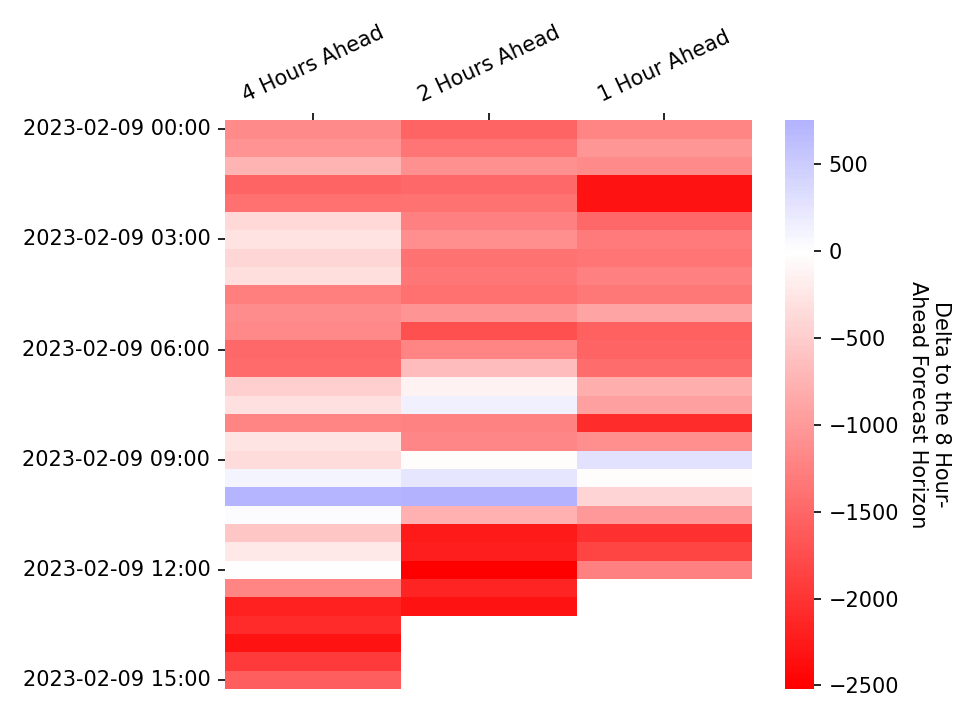 4 Hours Ahead
2 Hours Ahead
1 Hour Ahead
2023-02-09 00:00
2023-02-09 03:00
2023-02-09 06:00
2023-02-09 09:00
2023-02-09 12:00
2023-02-09 15:00
500
0
−500
−1000
−1500
−2000
−2500
Delta to the 8 Hour-
Ahead Forecast Horizon